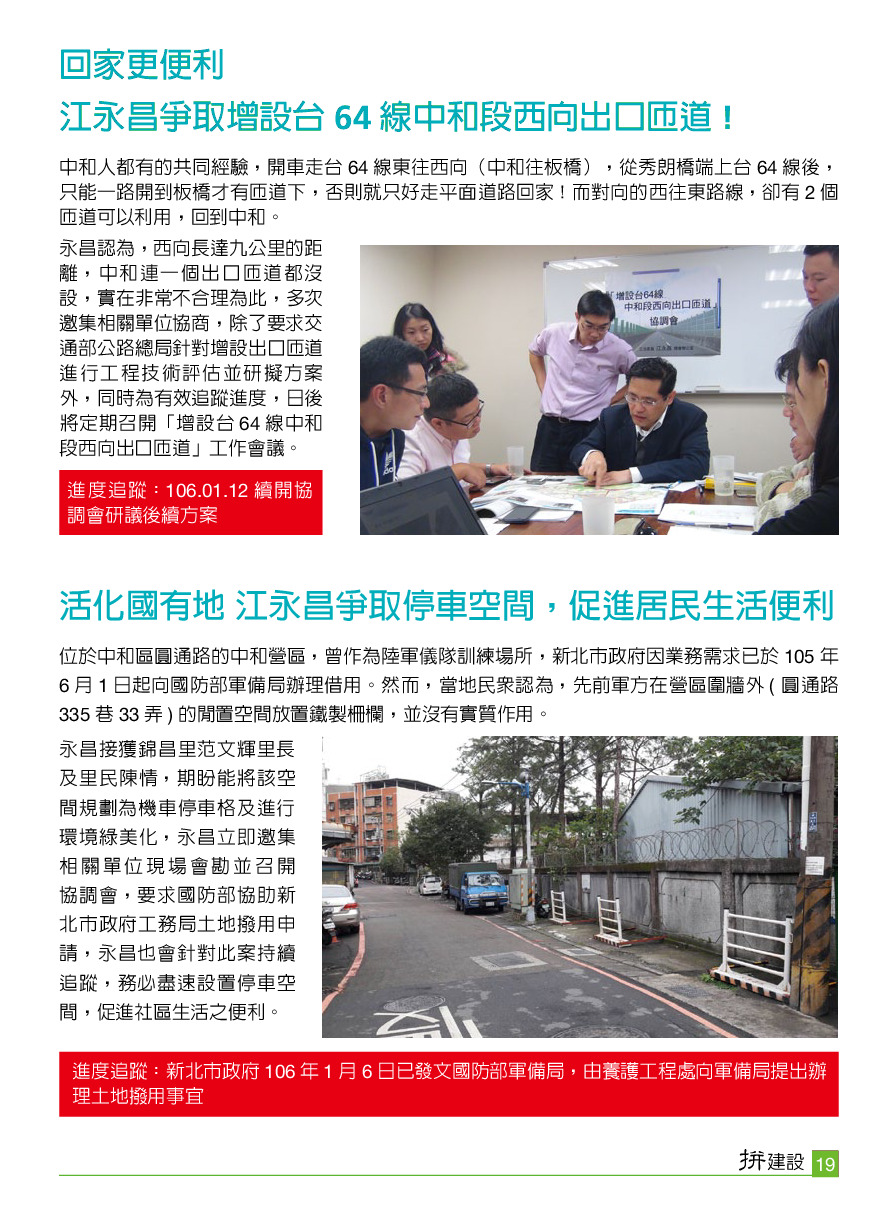 回家更便利
江永昌爭取增設台 64 線中和段西向出口匝道！
中和人都有的共同經驗，開車走台 64 線東往西向（中和往板橋），從秀朗橋端上台 64 線後，
只能一路開到板橋才有匝道下，否則就只好走平面道路回家！而對向的西往東路線，卻有 2 個
匝道可以利用，回到中和。
永昌認為，西向長達九公里的距
離，中和連一個出口匝道都沒
設，實在非常不合理為此，多次
邀集相關單位協商，除了要求交
通部公路總局針對增設出口匝道
進行工程技術評估並研擬方案
外，同時為有效追蹤進度，日後
將定期召開「增設台 64 線中和
段西向出口匝道」工作會議。
「增設台64線
中和段西向出口匝道」
協調會
進度追蹤：106.01.12 續開協
調會研議後續方案
活化國有地 江永昌爭取停車空間，促進居民生活便利
位於中和區圓通路的中和營區，曾作為陸軍儀隊訓練場所，新北市政府因業務需求已於 105 年
6 月 1 日起向國防部軍備局辦理借用。然而，當地民眾認為，先前軍方在營區圍牆外 ( 圓通路
335 巷 33 弄 ) 的閒置空間放置鐵製柵欄，並沒有實質作用。
永昌接獲錦昌里范文輝里長
及里民陳情，期盼能將該空
間規劃為機車停車格及進行
環境綠美化，永昌立即邀集
相關單位現場會勘並召開
協調會，要求國防部協助新
北市政府工務局土地撥用申
請，永昌也會針對此案持續
追蹤，務必盡速設置停車空
間，促進社區生活之便利。
進度追蹤：新北市政府 106 年 1 月 6 日已發文國防部軍備局，由養護工程處向軍備局提出辦
理土地撥用事宜
拚建設 19